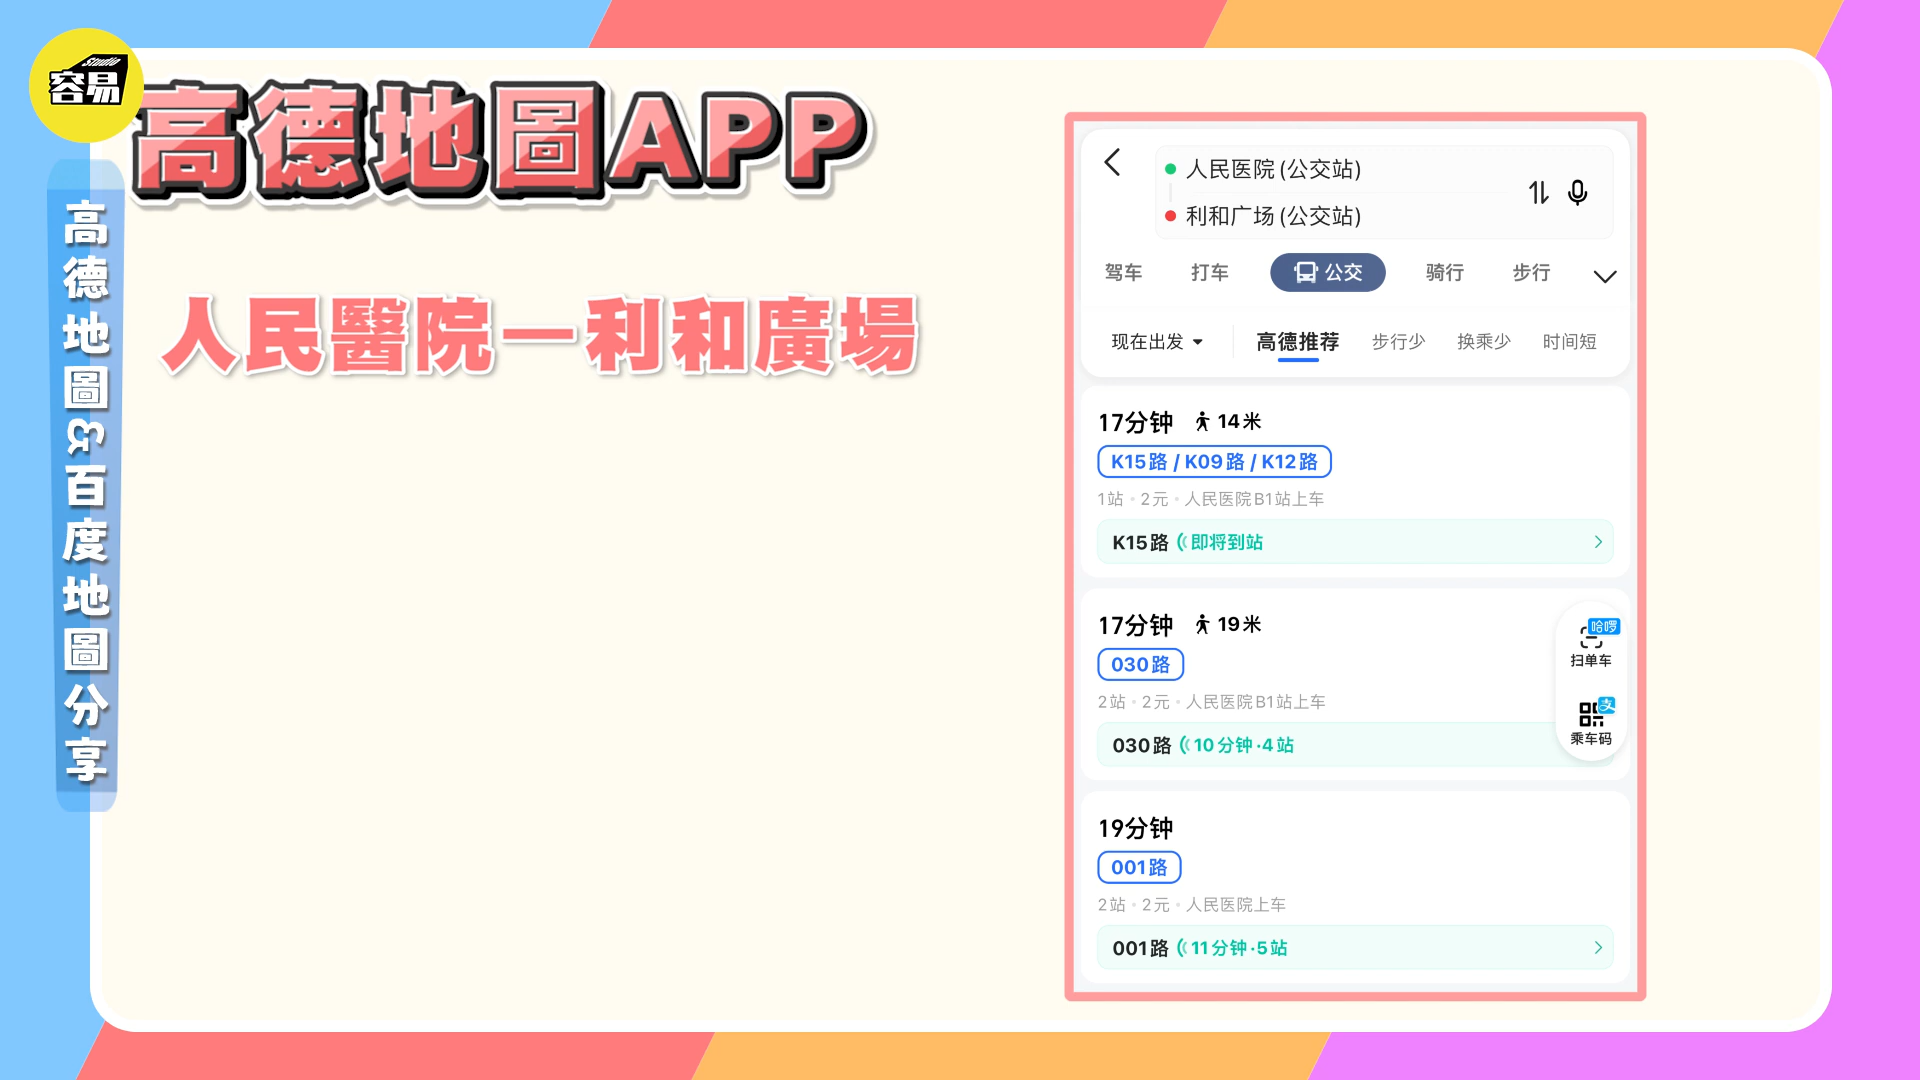 Studio
容易
高德地圖APP
高德地圖&百度地圖分享
人民醫院—利和廣場
人民医院(公交站)
利和广场(公交站)
驾车 打车 公交 骑行 步行
现在出发 高德推荐 步行少 换乘少 时间短
17分钟 14米
K15路 / K09路 / K12路
1站·2元·人民医院B1站上车
K15路 即将到站
17分钟 19米
030路
2站·2元·人民医院B1站上车
030路 10分钟·4站
哈啰
扫单车
支
乘车码
19分钟
001路
2站·2元·人民医院上车
001路 11分钟·5站